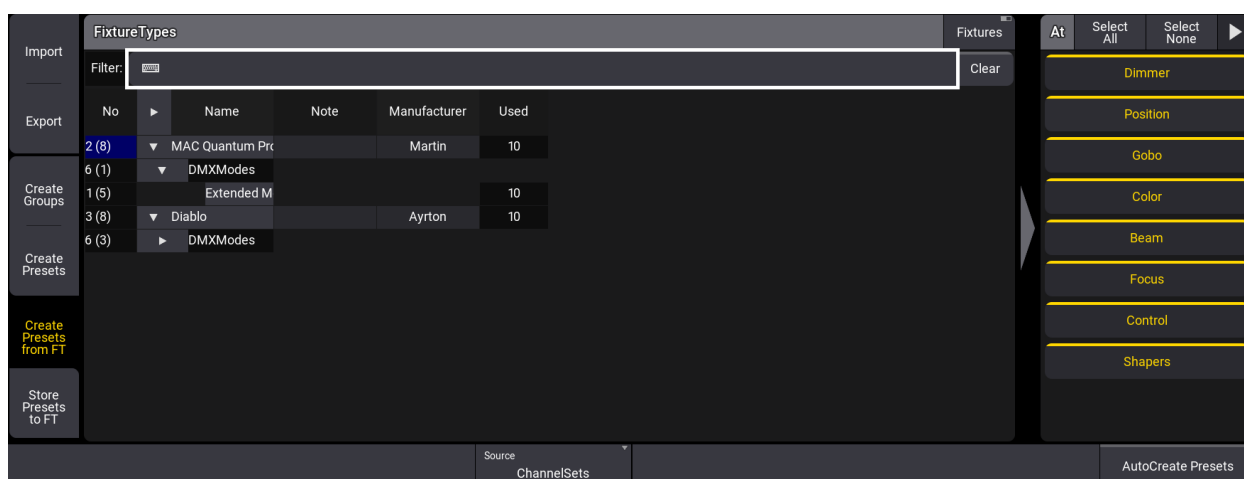 Import
Export
Create
Groups
Create
Presets
Create
Presets
from FT
Store
Presets
to FT
FixtureTypes
Fixtures
Filter:
Clear
No Name Note Manufacturer Used
2 (8) MAC Quantum Pro Martin 10
6 (1) DMXModes
1 (5) Extended M 10
3 (8) Diablo Ayrton 10
6 (3) DMXModes
At
Select
All
Select
None
Dimmer
Position
Gobo
Color
Beam
Focus
Control
Shapers
Source
ChannelSets
AutoCreate Presets